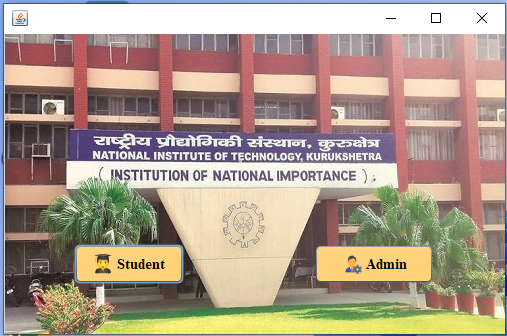 राष्ट्रीय प्रौद्योगिकी संस्थान, कुरुक्षेत्र
NATIONAL INSTITUTE OF TECHNOLOGY, KURUKSHETRA
( INSTITUTION OF NATIONAL IMPORTANCE )
Student
Admin